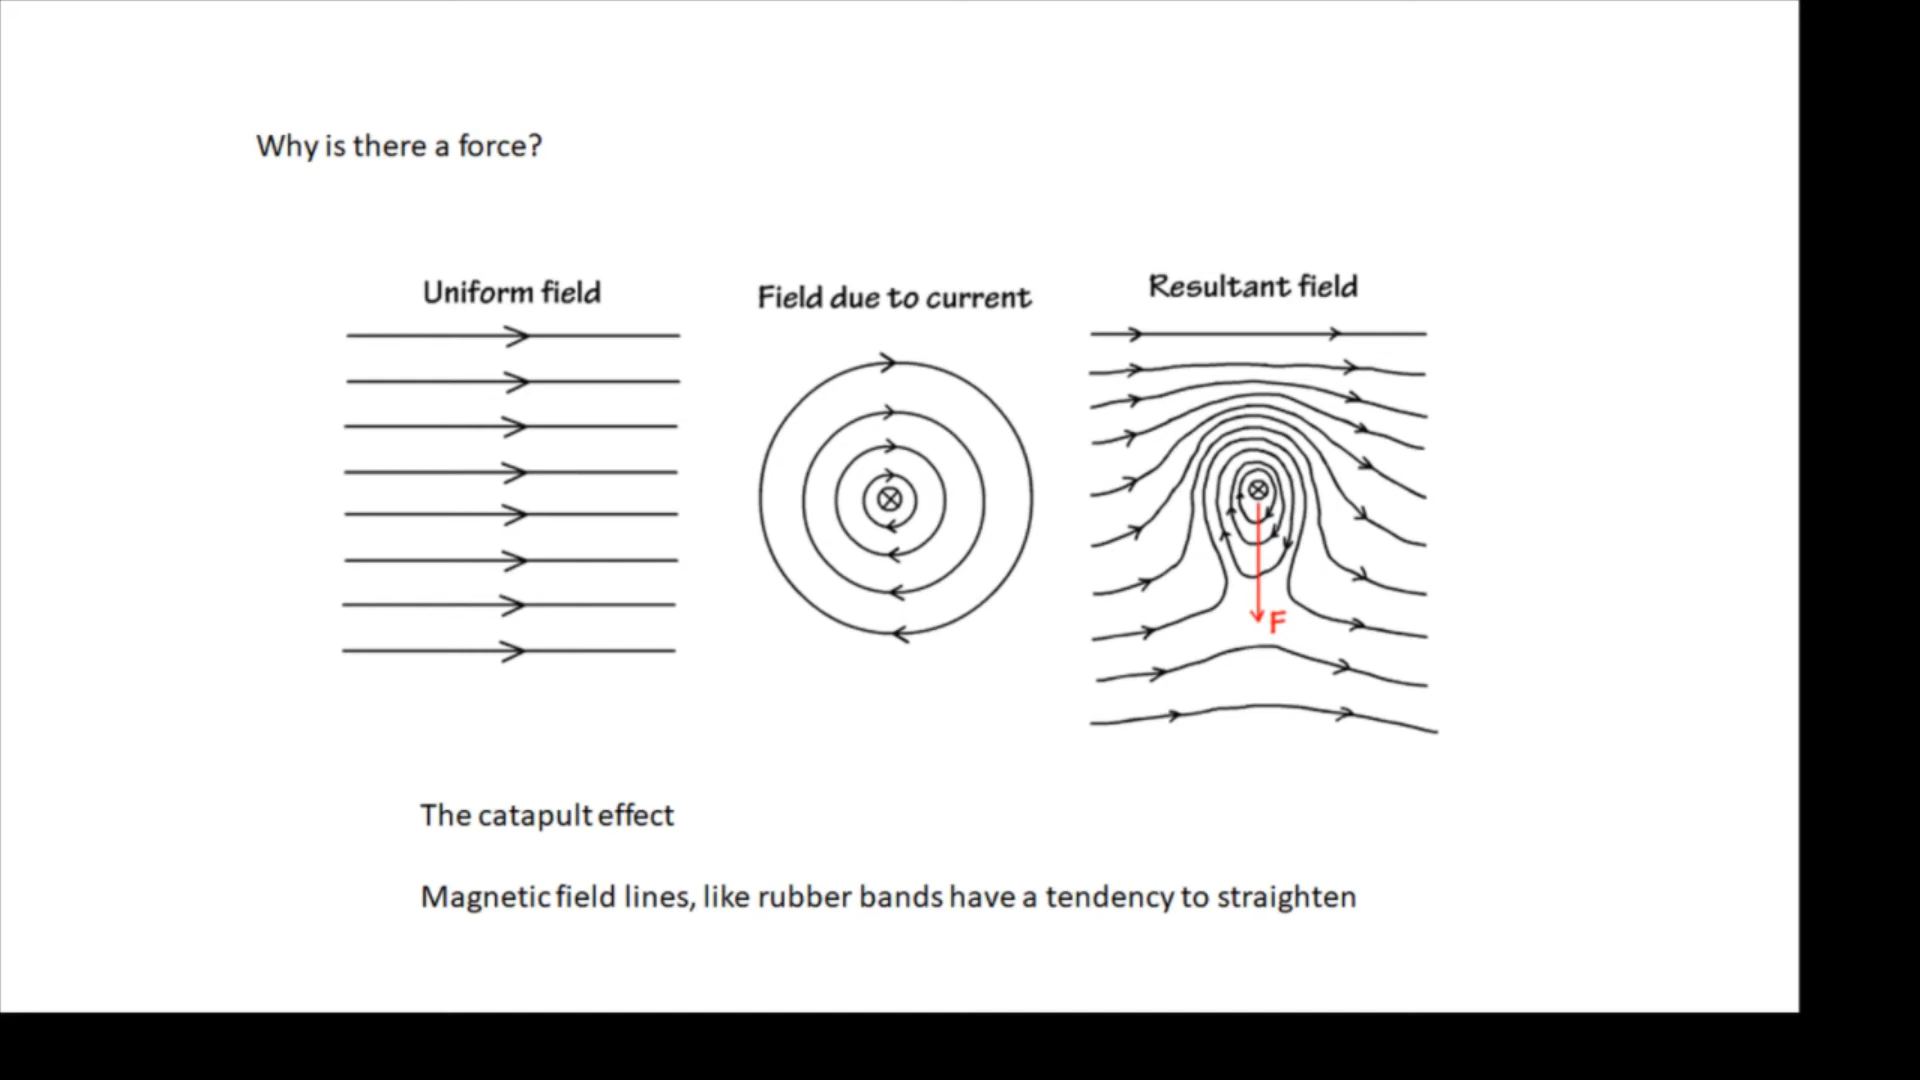 Why is there a force?
Uniform field
Field due to current
Resultant field
F
The catapult effect
Magnetic field lines, like rubber bands have a tendency to straighten